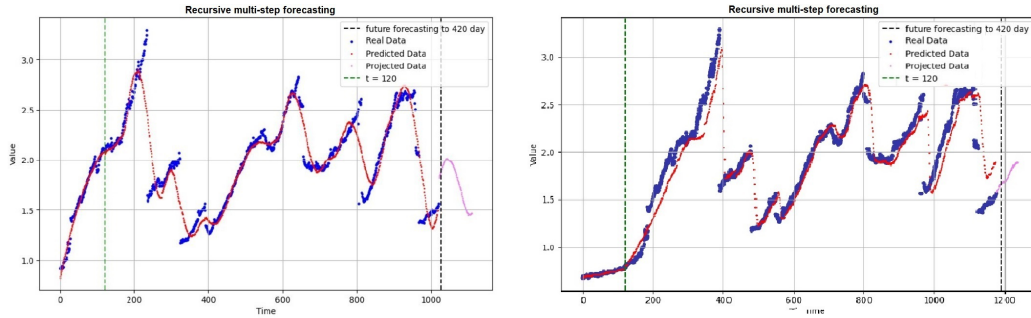 Recursive multi-step forecasting
future forecasting to 420 day
Real Data
Predicted Data
Projected Data
t = 120
3.0
2.5
2.0
1.5
1.0
Value
0
200
400
600
800
1000
Time
Recursive multi-step forecasting
future forecasting to 420 day
Real Data
Predicted Data
Projected Data
t = 120
3.0
2.5
2.0
1.5
1.0
Value
0
200
400
600
800
1000
1200
Time